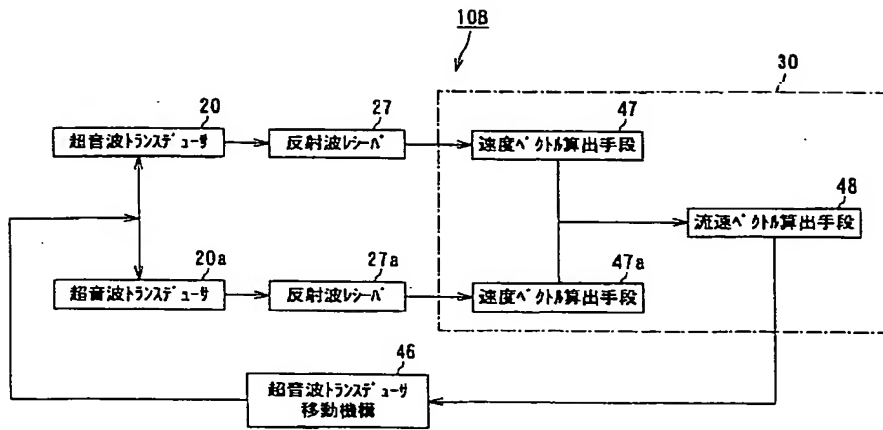 10B
30
20
27
47
超音波トランスデューサ
反射波レシーバ
速度ベクトル算出手段
48
流速ベクトル算出手段
20a
27a
47a
超音波トランスデューサ
反射波レシーバ
速度ベクトル算出手段
46
超音波トランスデューサ
移動機構